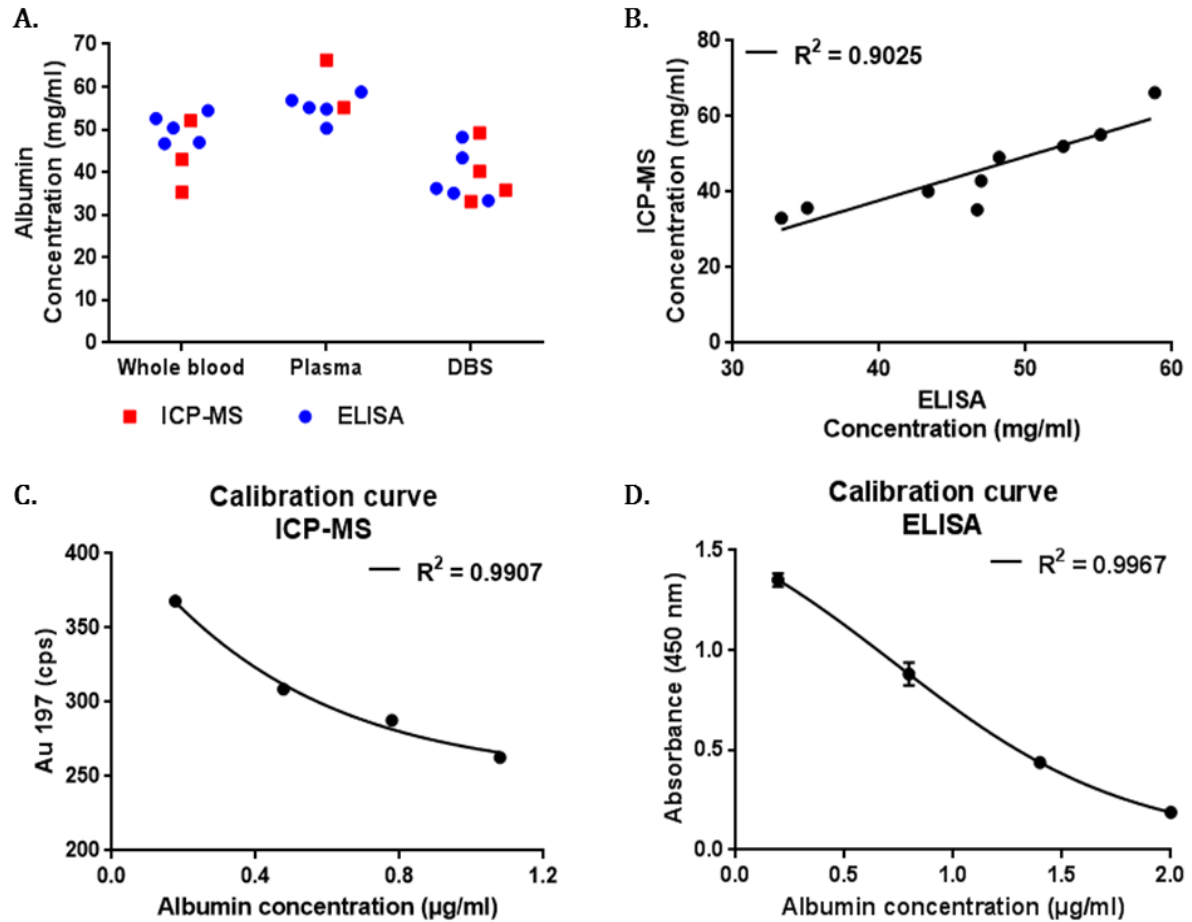 A.
Albumin
Concentration (mg/ml)
70
60
50
40
30
20
10
0
Whole blood Plasma DBS
ICP-MS ELISA
B.
R² = 0.9025
ICP-MS
Concentration (mg/ml)
80
60
40
20
0
30 40 50 60
ELISA
Concentration (mg/ml)
C.
Calibration curve
ICP-MS
R² = 0.9907
Au 197 (cps)
400
350
300
250
200
0.0 0.4 0.8 1.2
Albumin concentration (µg/ml)
D.
Calibration curve
ELISA
R² = 0.9967
Absorbance (450 nm)
1.5
1.0
0.5
0.0
0.0 0.5 1.0 1.5 2.0
Albumin concentration (µg/ml)